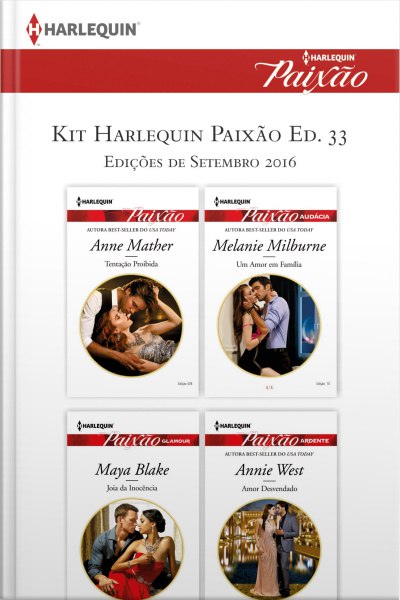 HARLEQUIN®
HARLEQUIN
Paixão
KIT HARLEQUIN PAIXÃO ED. 33
EDIÇÕES DE SETEMBRO 2016
HARLEQUIN®
Paixão
AUTORA BEST-SELLER DO USA TODAY
Anne Mather
Tentação Proibida
HARLEQUIN®
Paixão AUDÁCIA
AUTORA BEST-SELLER DO USA TODAY
Melanie Milburne
Um Amor em Família
HARLEQUIN®
Paixão GLAMOUR
Maya Blake
Joia da Inocência
HARLEQUIN®
Paixão ARDENTE
AUTORA BEST-SELLER DO USA TODAY
Annie West
Amor Desvendado